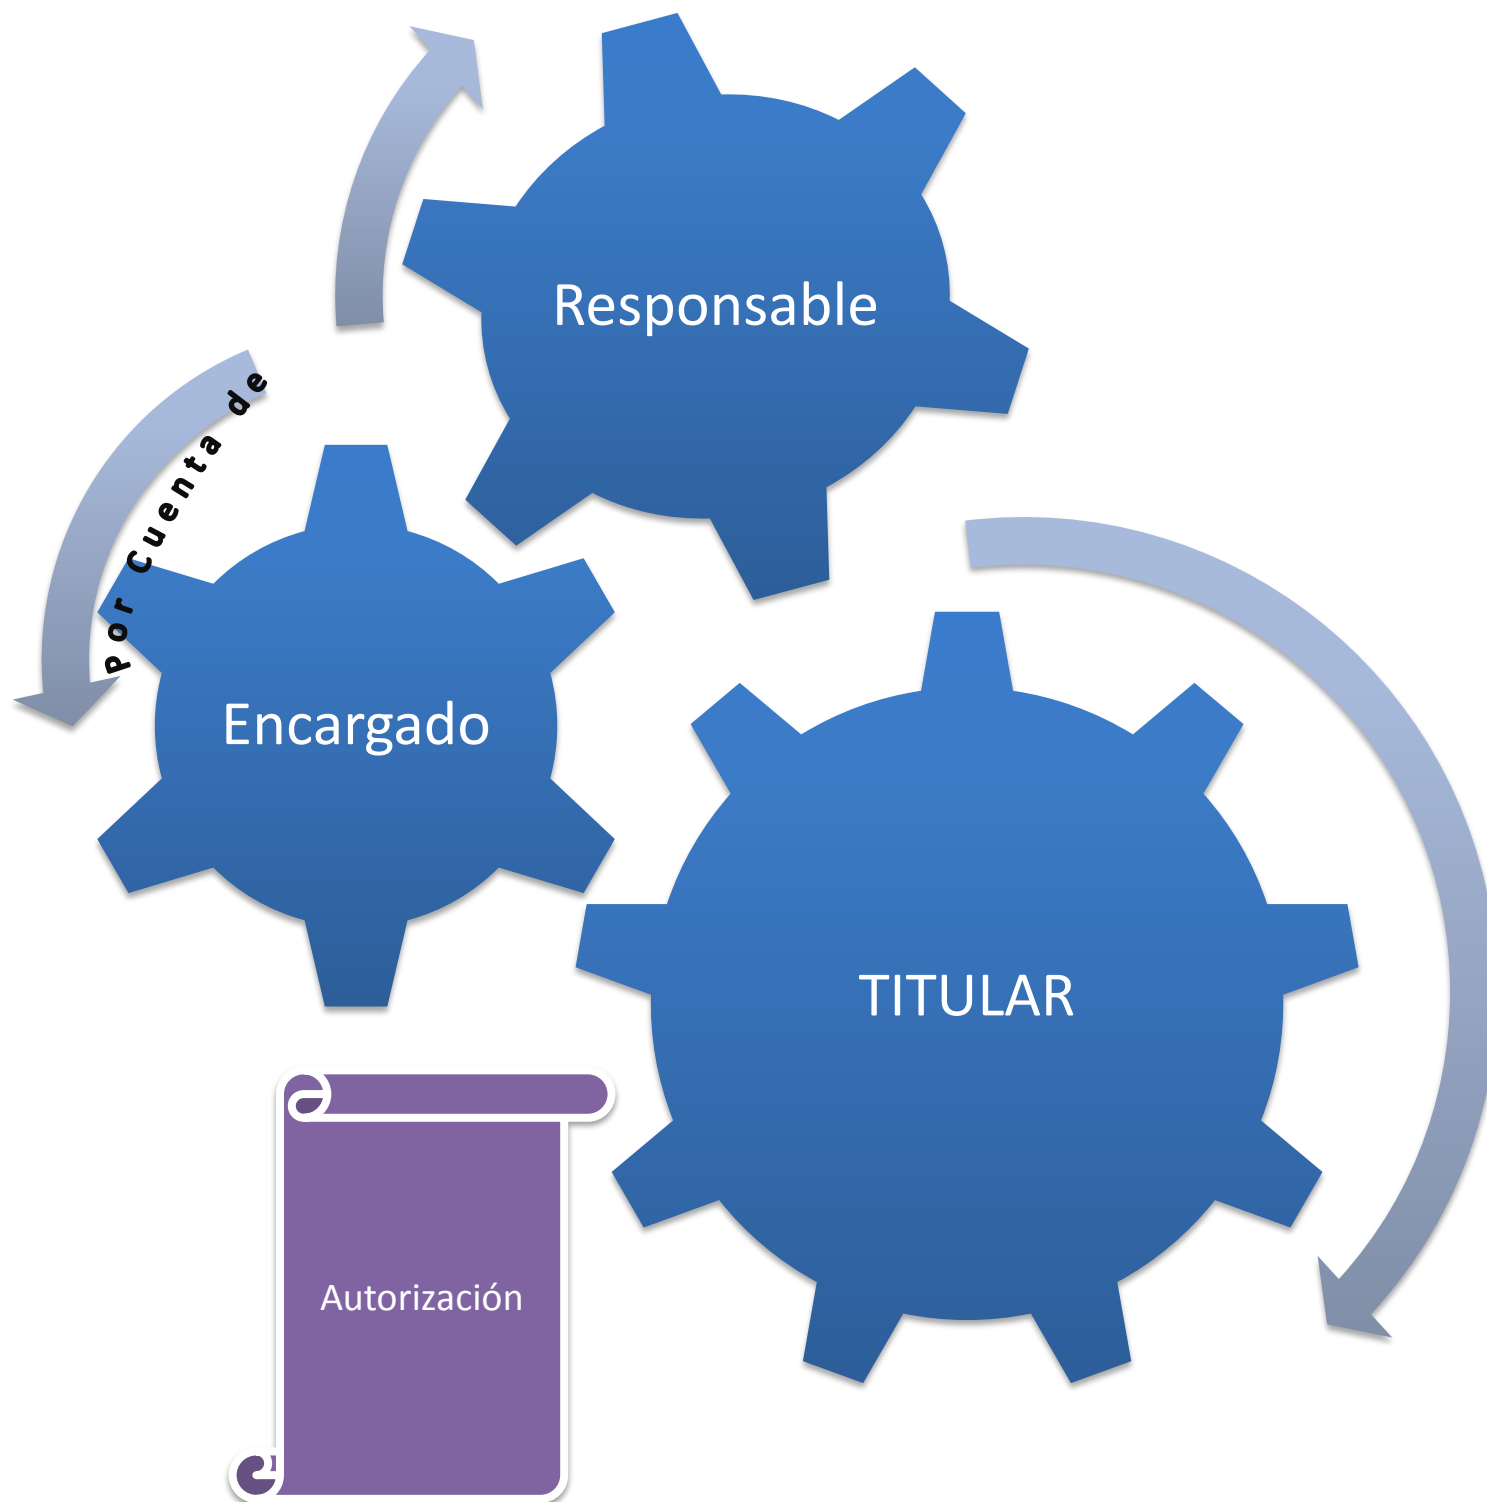 Responsable
Por Cuenta de
Encargado
TITULAR
Autorización